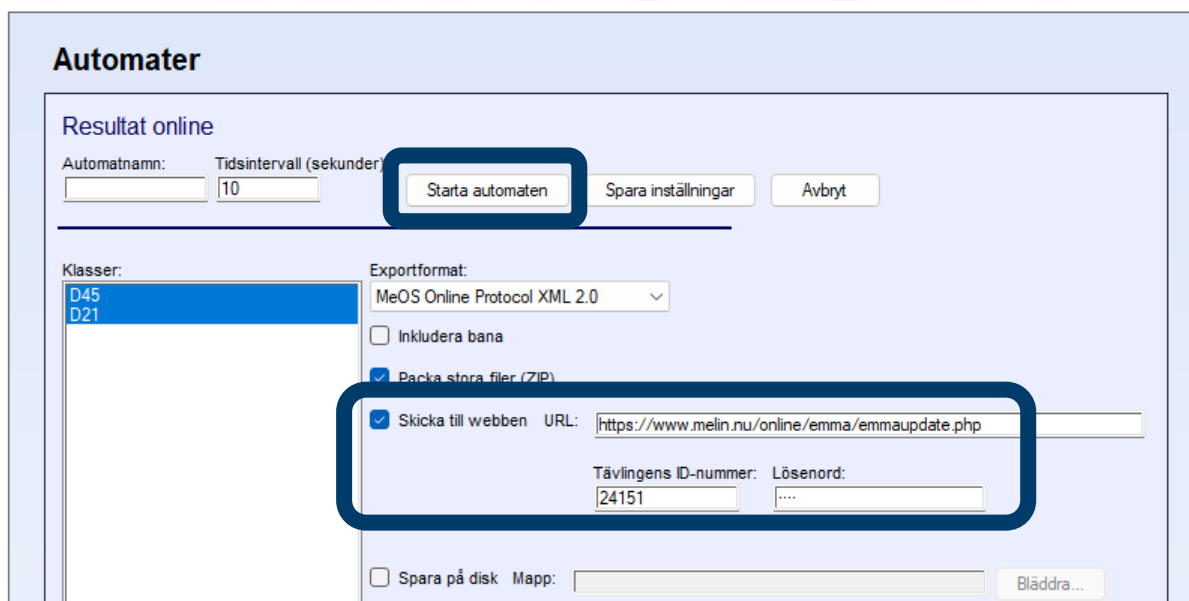 Automater
Resultat online
Automatnamn: Tidsintervall (sekunder)
10 Starta automaten Spara inställningar Avbryt
Klasser: Exportformat:
D45 MeOS Online Protocol XML 2.0
D21
Inkludera bana
Packa stora filer (ZIP)
Skicka till webben URL: https://www.melin.nu/online/emma/emmaupdate.php
Tävlingens ID-nummer: Lösenord:
24151 ····
Spara på disk Mapp: Bläddra...